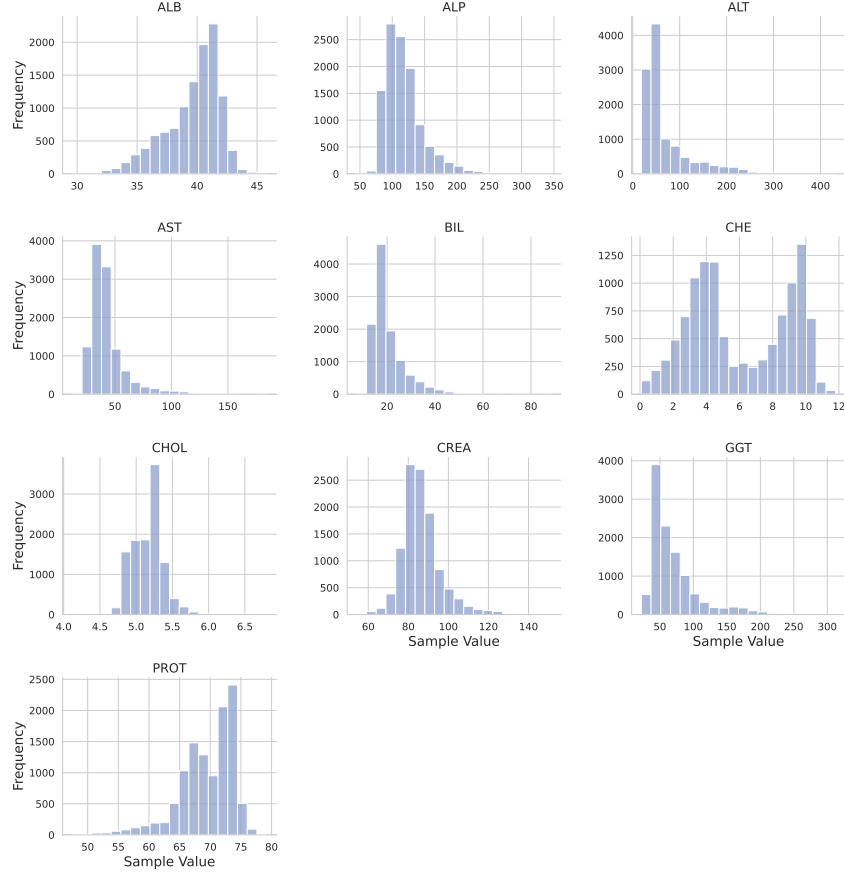 ALB
ALP
ALT
Frequency
2000
1500
1000
500
0
30 35 40 45
2500
2000
1500
1000
500
0
50 100 150 200 250 300 350
4000
3000
2000
1000
0
0 100 200 300 400
AST
BIL
CHE
Frequency
4000
3000
2000
1000
0
50 100 150
4000
3000
2000
1000
0
20 40 60 80
1250
1000
750
500
250
0
0 2 4 6 8 10 12
CHOL
CREA
GGT
Frequency
3000
2000
1000
0
4.0 4.5 5.0 5.5 6.0 6.5
2500
2000
1500
1000
500
0
60 80 100 120 140
Sample Value
4000
3000
2000
1000
0
50 100 150 200 250 300
Sample Value
PROT
Frequency
2500
2000
1500
1000
500
0
50 55 60 65 70 75 80
Sample Value